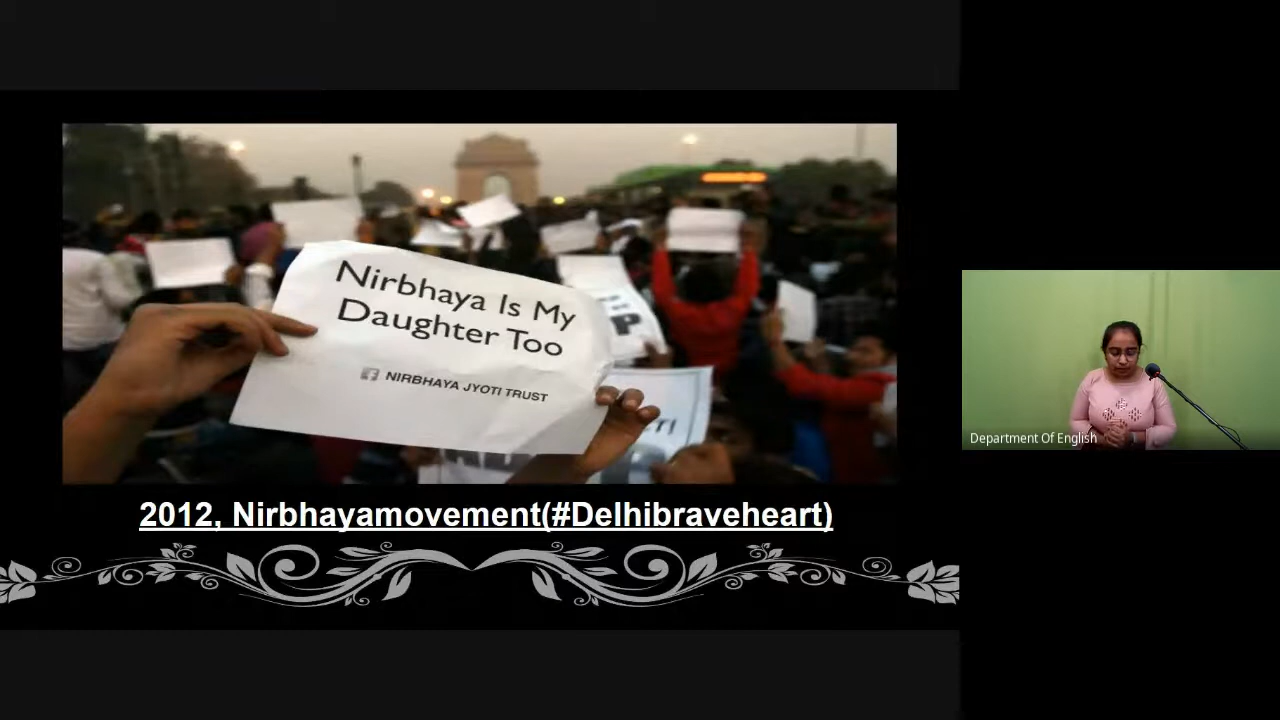 Nirbhaya Is My
Daughter Too
NIRBHAYA JYOTI TRUST
2012, Nirbhayamovement(#Delhibraveheart)
Department Of English